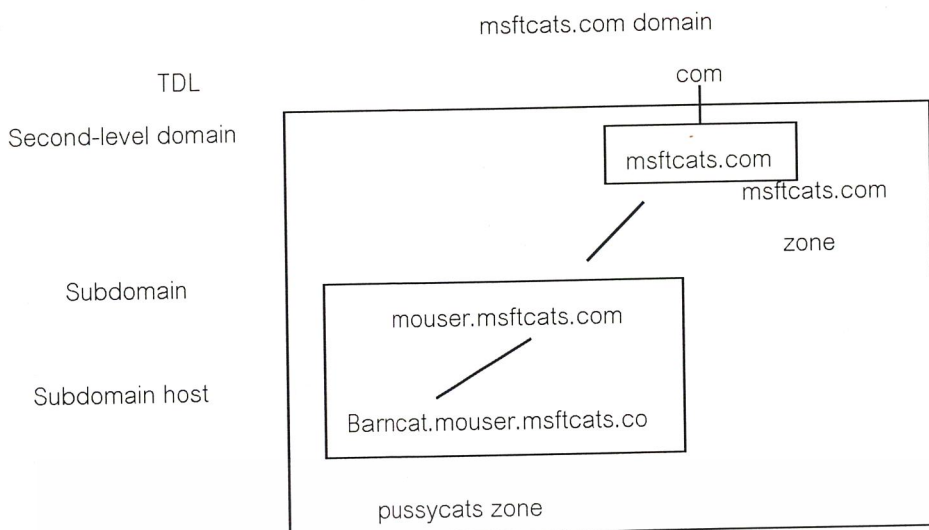 msftcats.com domain
TDL
com
Second-level domain
msftcats.com
msftcats.com
zone
Subdomain
mouser.msftcats.com
Subdomain host
Barncat.mouser.msftcats.co
pussycats zone